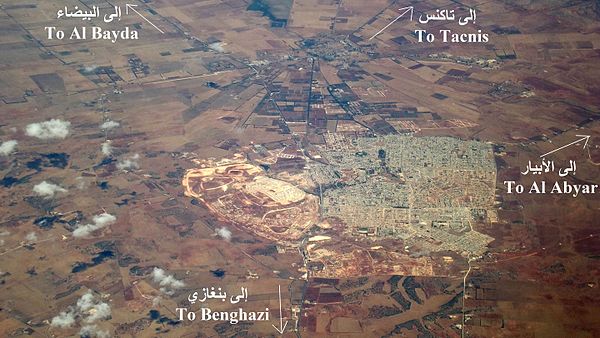 إلى البيضاء
To Al Bayda
إلى تاكنس
To Tacnis
إلى الأبيار
To Al Abyar
إلى بنغازي
To Benghazi